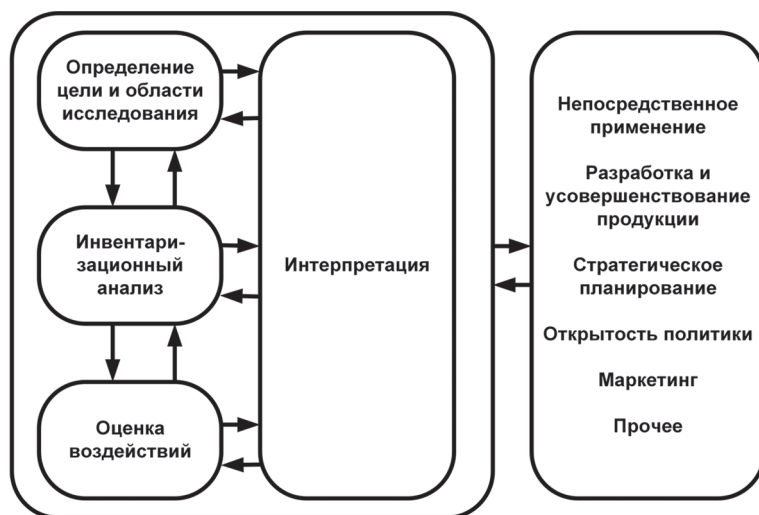 Определение
цели и области
исследования
Инвентари-
зационный
анализ
Оценка
воздействий
Интерпретация
Непосредственное
применение
Разработка и
усовершенствование
продукции
Стратегическое
планирование
Открытость политики
Маркетинг
Прочее